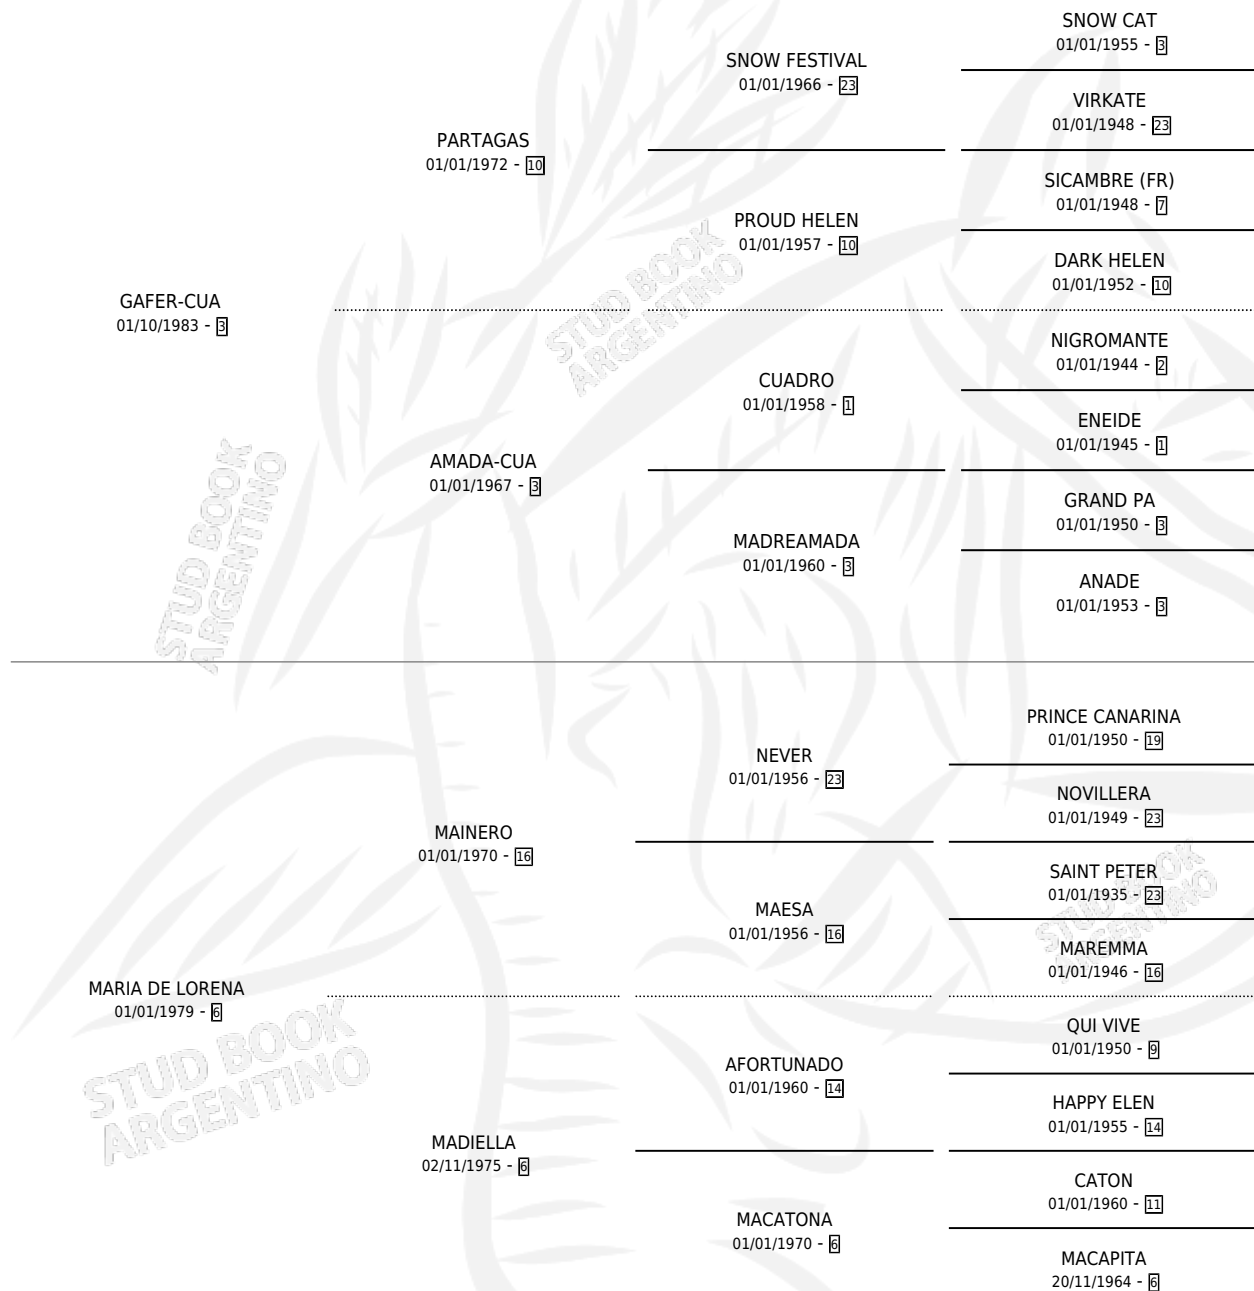 SNOW CAT
01/01/1955 - 3
SNOW FESTIVAL
01/01/1966 - 23
VIRKATE
01/01/1948 - 23
PARTAGAS
01/01/1972 - 10
SICAMBRE (FR)
01/01/1948 - 7
PROUD HELEN
01/01/1957 - 10
DARK HELEN
01/01/1952 - 10
GAFER-CUA
01/10/1983 - 3
NIGROMANTE
01/01/1944 - 2
CUADRO
01/01/1958 - 1
ENEIDE
01/01/1945 - 1
AMADA-CUA
01/01/1967 - 3
GRAND PA
01/01/1950 - 3
MADREAMADA
01/01/1960 - 3
ANADE
01/01/1953 - 3
PRINCE CANARINA
01/01/1950 - 19
NEVER
01/01/1956 - 23
NOVILLERA
01/01/1949 - 23
MAINERO
01/01/1970 - 16
SAINT PETER
01/01/1935 - 23
MAESA
01/01/1956 - 16
MAREMMA
01/01/1946 - 16
MARIA DE LORENA
01/01/1979 - 6
QUI VIVE
01/01/1950 - 9
AFORTUNADO
01/01/1960 - 14
HAPPY ELEN
01/01/1955 - 14
MADIELLA
02/11/1975 - 6
CATON
01/01/1960 - 11
MACATONA
01/01/1970 - 6
MACAPITA
20/11/1964 - 6
STUD BOOK
ARGENTINO
STUD BOOK
ARGENTINO
STUD BOOK
ARGENTINO
STUD BOOK
ARGENTINO